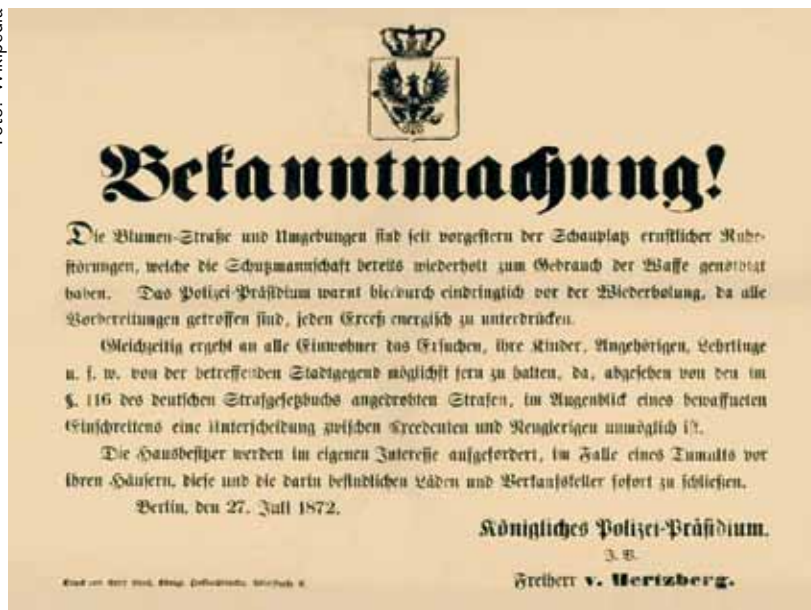 Foto: Wikipedia
Bekanntmachung!
Die Blumen-Straße und Umgebungen sind seit vorgestern der Schauplatz ernstlicher Ruhe-
störungen, welche die Schutzmannschaft bereits wiederholt zum Gebrauch der Waffe genöthigt
haben. Das Polizei-Präsidium warnt hierdurch eindringlich vor der Wiederholung, da alle
Vorbereitungen getroffen sind, jeden Exceß energisch zu unterdrücken.
Gleichzeitig ergeht an alle Einwohner das Ersuchen, ihre Kinder, Angehörigen, Lehrlinge
u. s. w. von der betreffenden Stadtgegend möglichst fern zu halten, da, abgesehen von den im
§. 116 des deutschen Strafgesetzbuchs angedrohten Strafen, im Augenblick eines bewaffneten
Einschreitens eine Unterscheidung zwischen Excedenten und Neugierigen unmöglich ist.
Die Hausbesitzer werden im eigenen Interesse aufgefordert, im Falle eines Tumults vor
ihren Häusern, diese und die darin befindlichen Läden und Verkaufskeller sofort zu schließen.
Berlin, den 27. Juli 1872.
Königliches Polizei-Präsidium.
J. V.
Freiherr v. Hertzberg.
Druck von